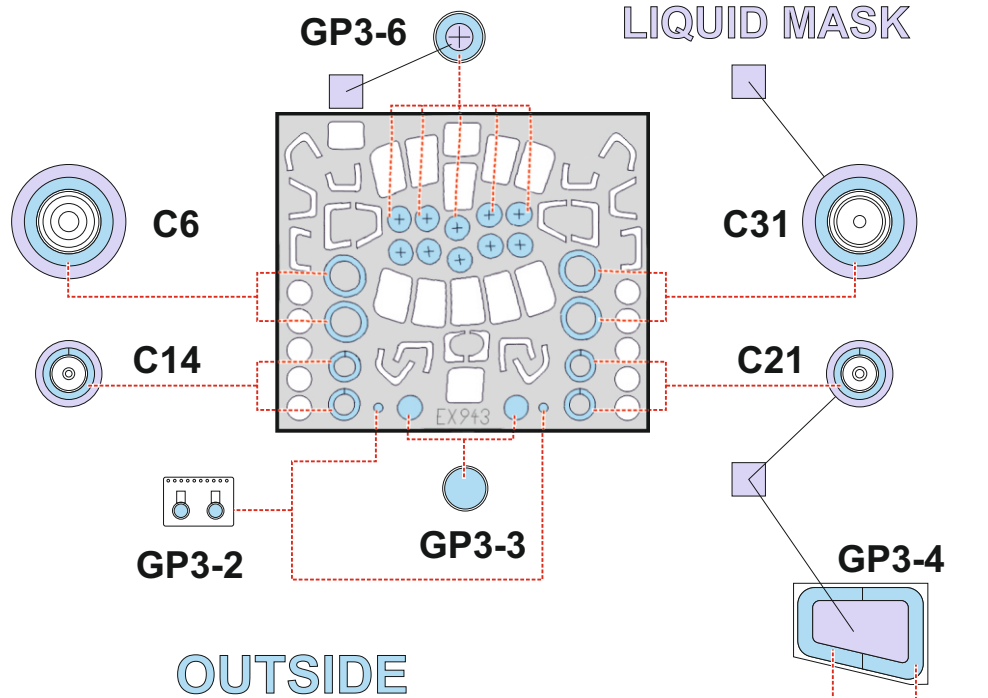 LIQUID MASK
GP3-6
C6
C31
C14
C21
EX943
GP3-3
GP3-2
GP3-4
OUTSIDE